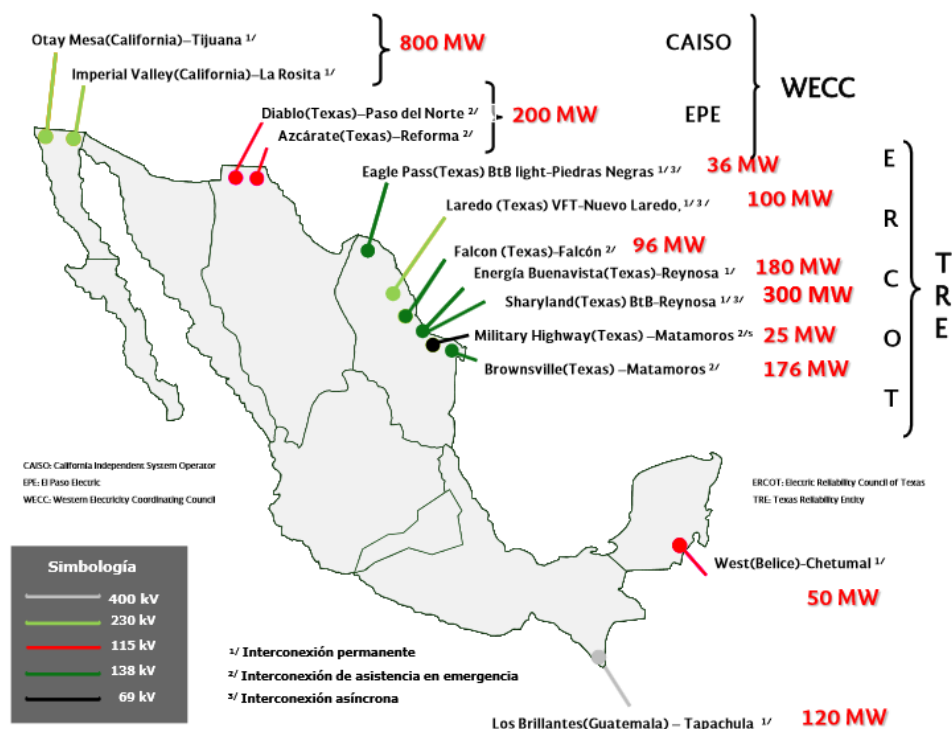 Otay Mesa(California)–Tijuana ¹/
800 MW
Imperial Valley(California)–La Rosita ¹/
CAISO
WECC
EPE
Diablo(Texas)–Paso del Norte ²/
200 MW
Azcárate(Texas)–Reforma ²/
Eagle Pass(Texas) BtB light-Piedras Negras ¹/ ³/
36 MW
Laredo (Texas) VFT–Nuevo Laredo, ¹/ ³ /
100 MW
Falcon (Texas)–Falcón ²/
96 MW
Energía Buenavista(Texas)–Reynosa ¹/
180 MW
Sharyland(Texas) BtB–Reynosa ¹/ ³/
300 MW
Military Highway(Texas) –Matamoros ²/⁵
25 MW
Brownsville(Texas) –Matamoros ²/
176 MW
E
R
C
O
T
T
R
E
CAISO: California Independent System Operator
EPE: El Paso Electric
WECC: Western Electricity Coordinating Council
ERCOT: Electric Reliability Council of Texas
TRE: Texas Reliability Entity
West(Belice)–Chetumal ¹/
50 MW
Simbología
400 kV
230 kV
115 kV
138 kV
69 kV
¹/ Interconexión permanente
²/ Interconexión de asistencia en emergencia
³/ Interconexión asíncrona
Los Brillantes(Guatemala) – Tapachula ¹/
120 MW